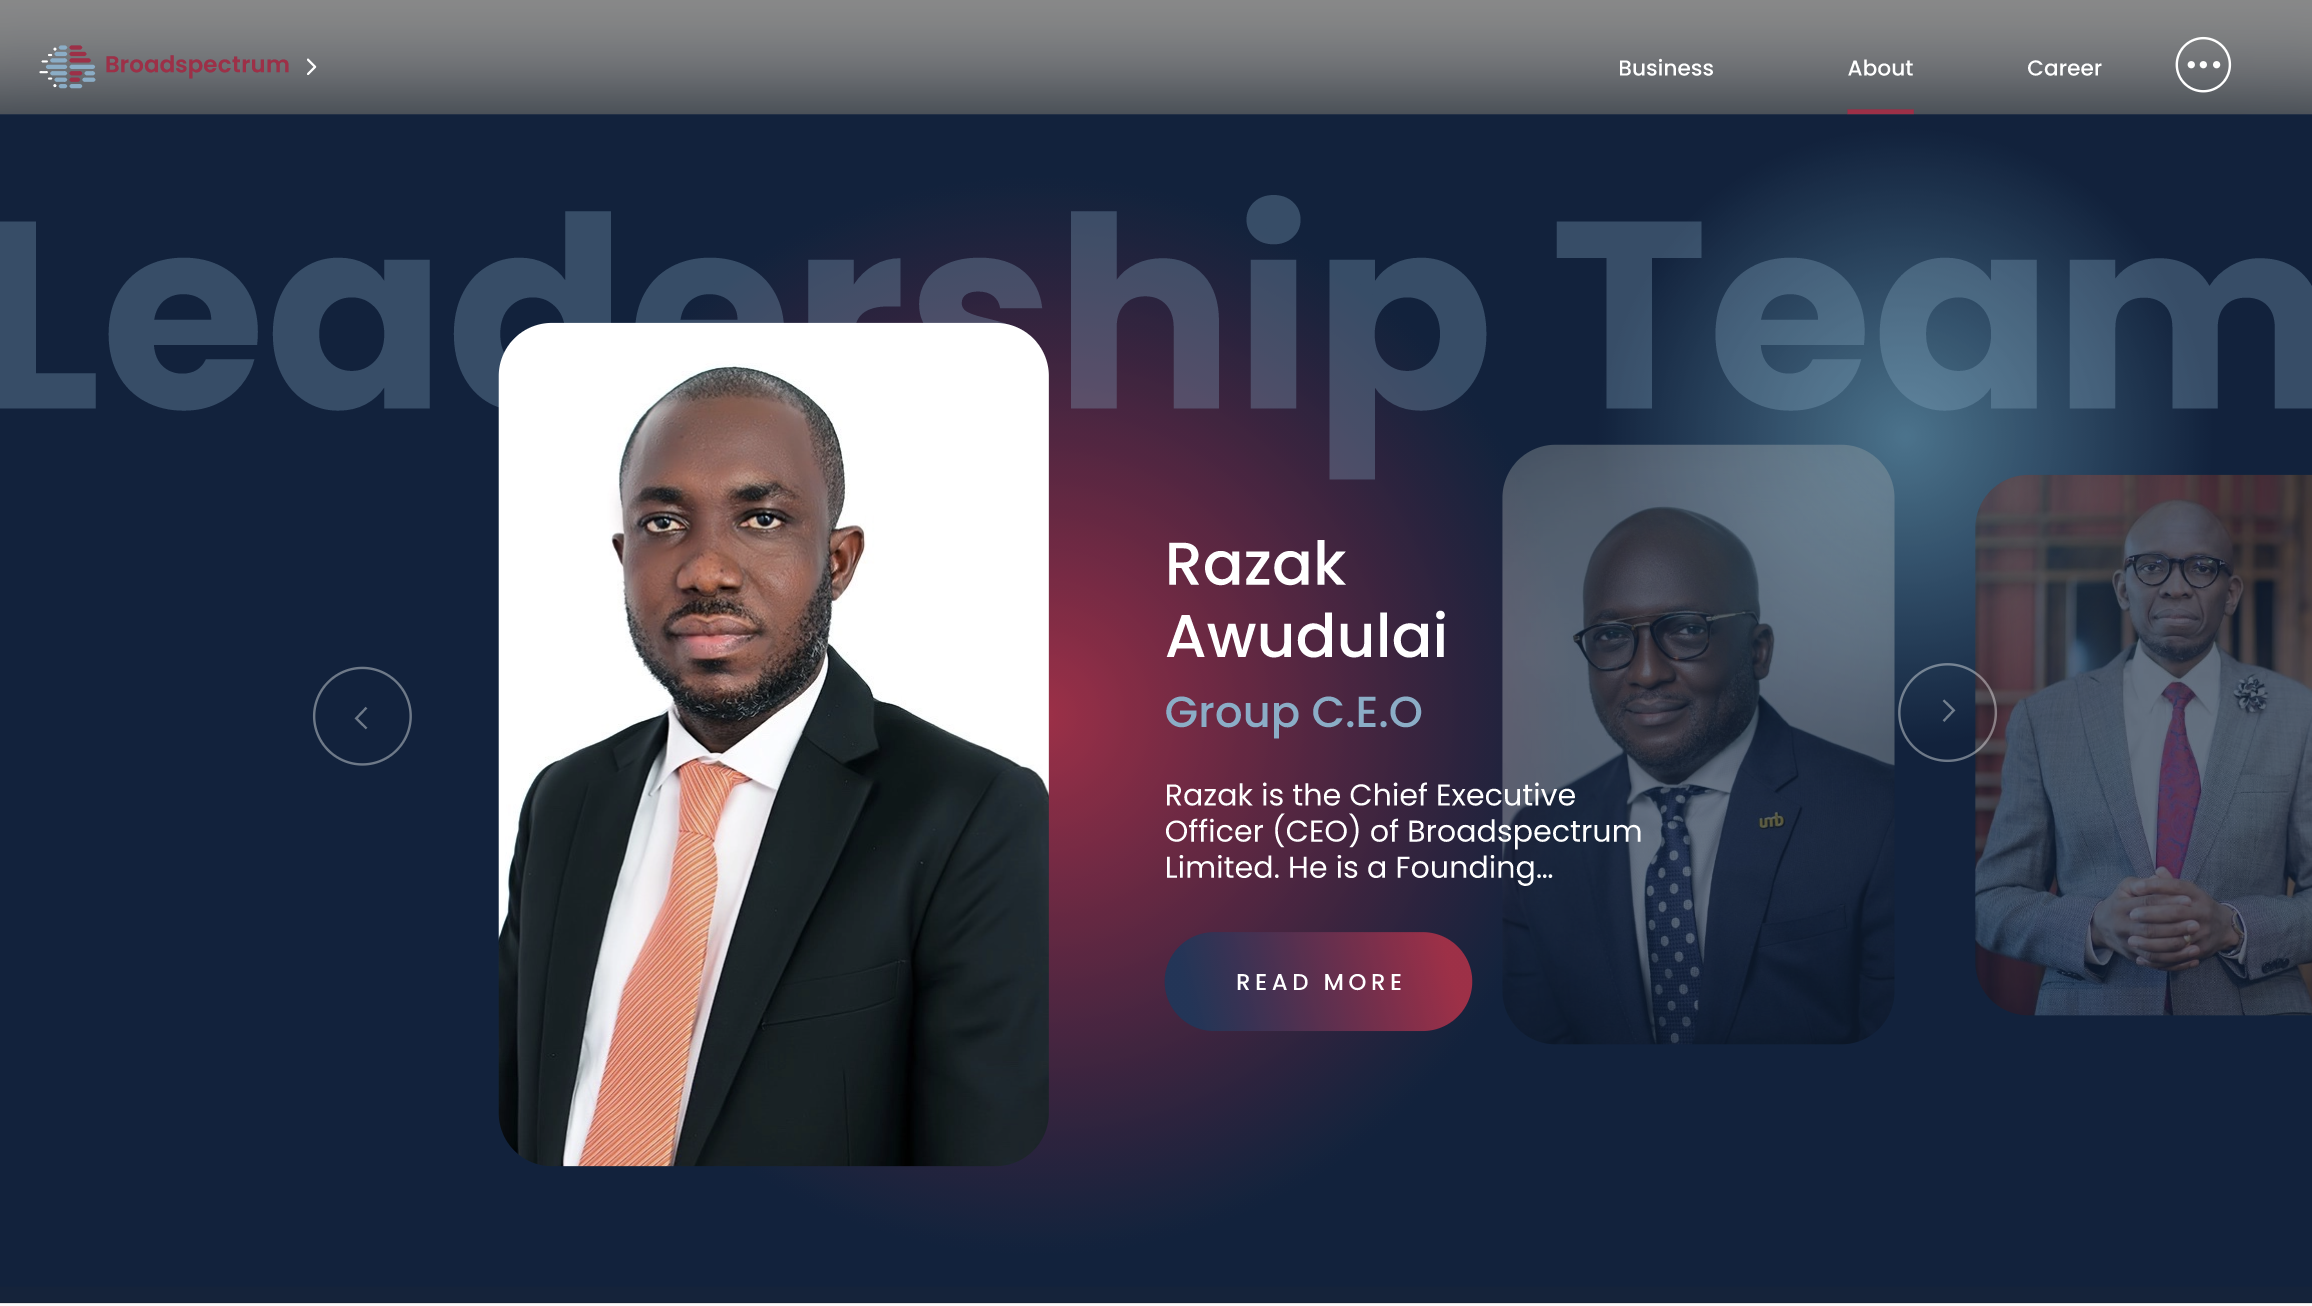 Broadspectrum
Business
About
Career
Leadership Team
Razak
Awudulai
Group C.E.O
Razak is the Chief Executive
Officer (CEO) of Broadspectrum
Limited. He is a Founding...
READ MORE
umb